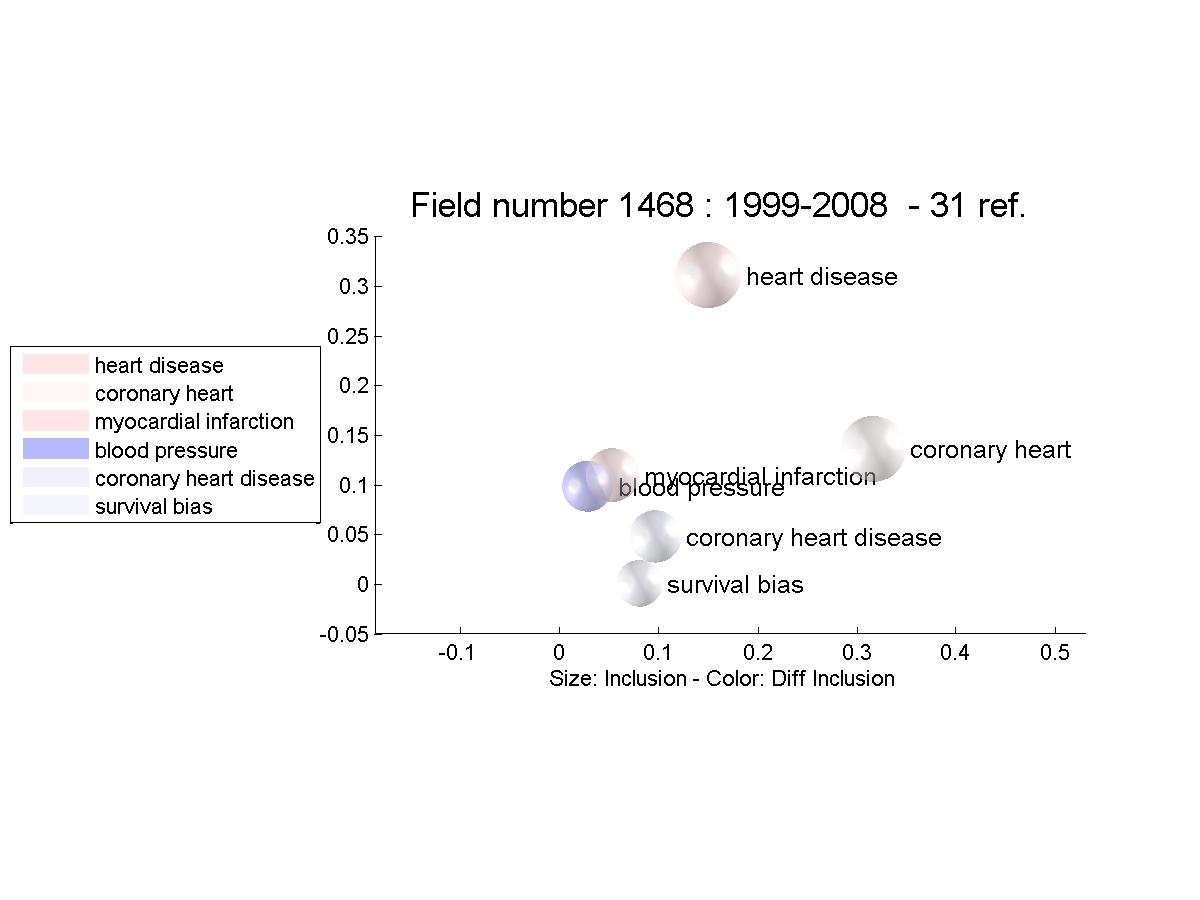 Field number 1468 : 1999-2008 - 31 ref.
0.35
0.3
0.25
0.2
0.15
0.1
0.05
0
-0.05
-0.1
0
0.1
0.2
0.3
0.4
0.5
Size: Inclusion - Color: Diff Inclusion
heart disease
coronary heart
myocardial infarction
blood pressure
coronary heart disease
survival bias
heart disease
coronary heart
myocardial infarction
blood pressure
coronary heart disease
survival bias